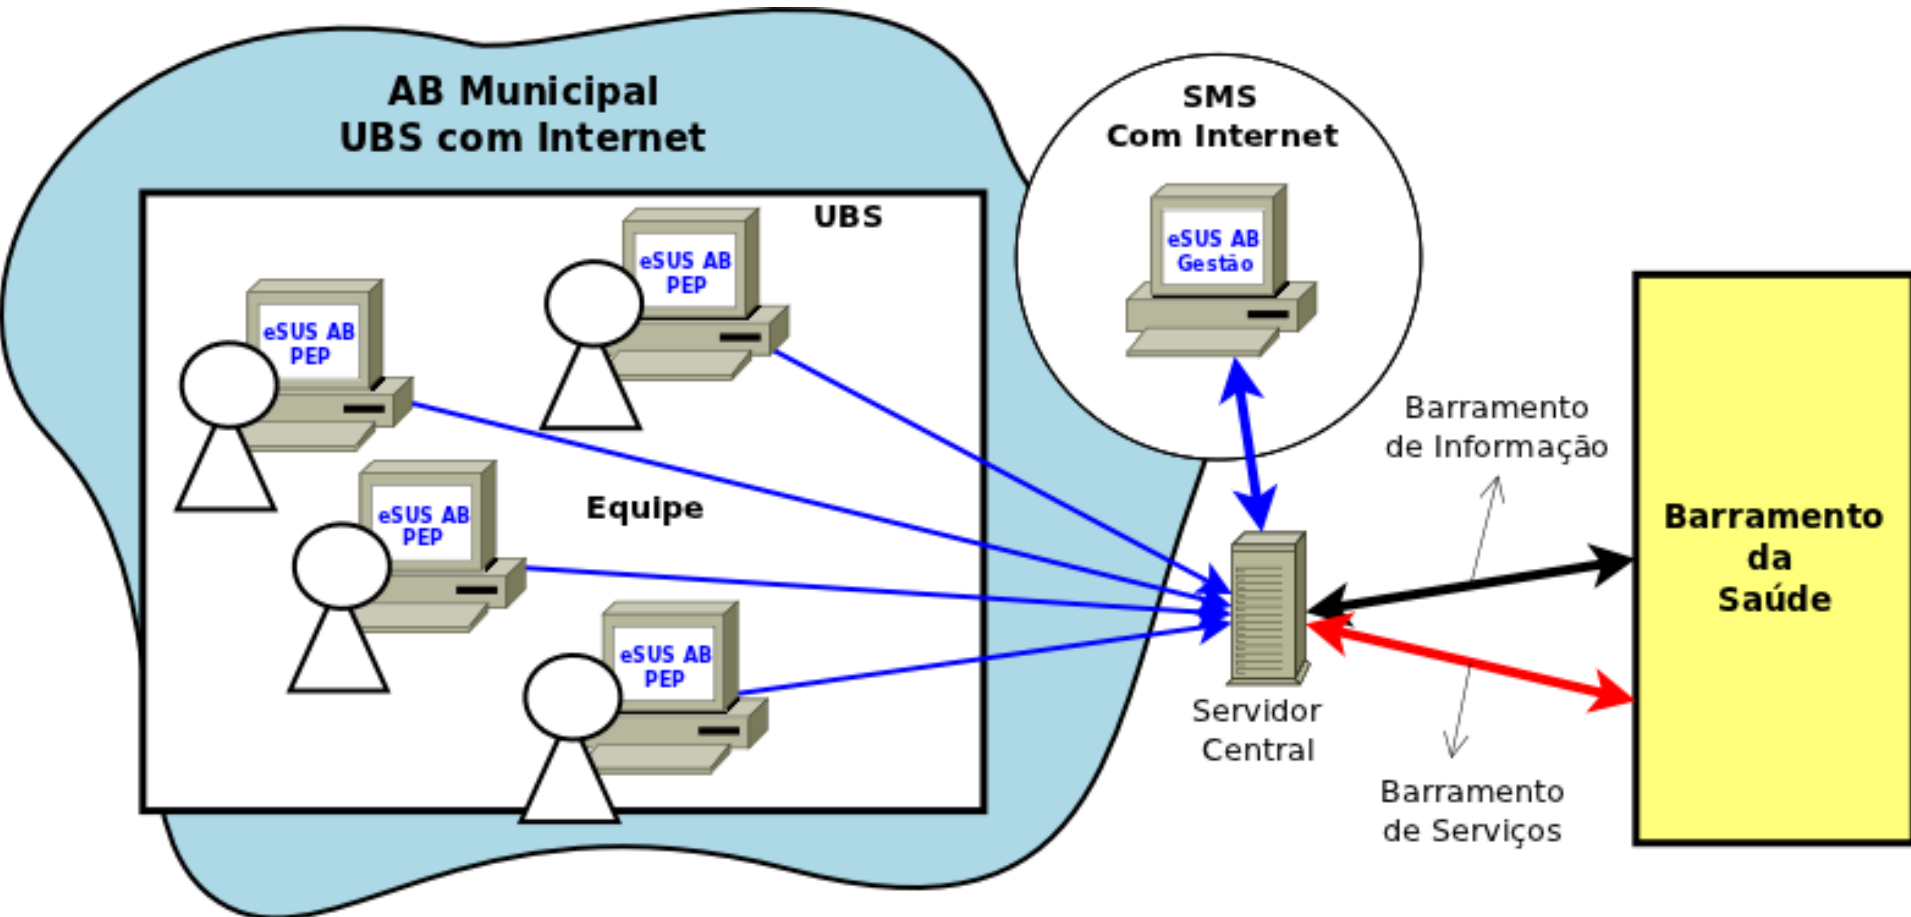 AB Municipal
UBS com Internet
UBS
eSUS AB
PEP
eSUS AB
PEP
eSUS AB
PEP
Equipe
eSUS AB
PEP
SMS
Com Internet
eSUS AB
Gestão
Barramento
de Informação
Servidor
Central
Barramento
de Serviços
Barramento
da
Saúde